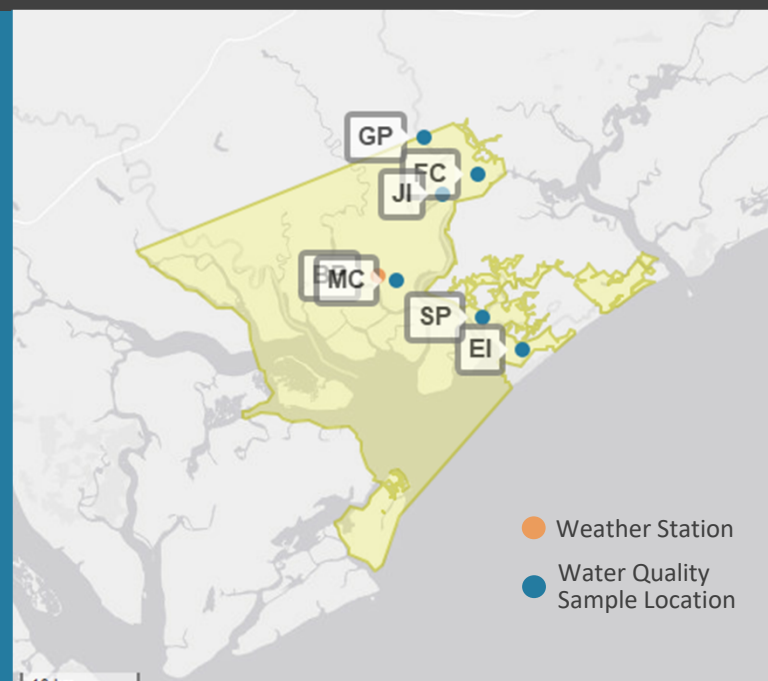 GP
FC
JI
MC
SP
EI
Weather Station
Water Quality
Sample Location